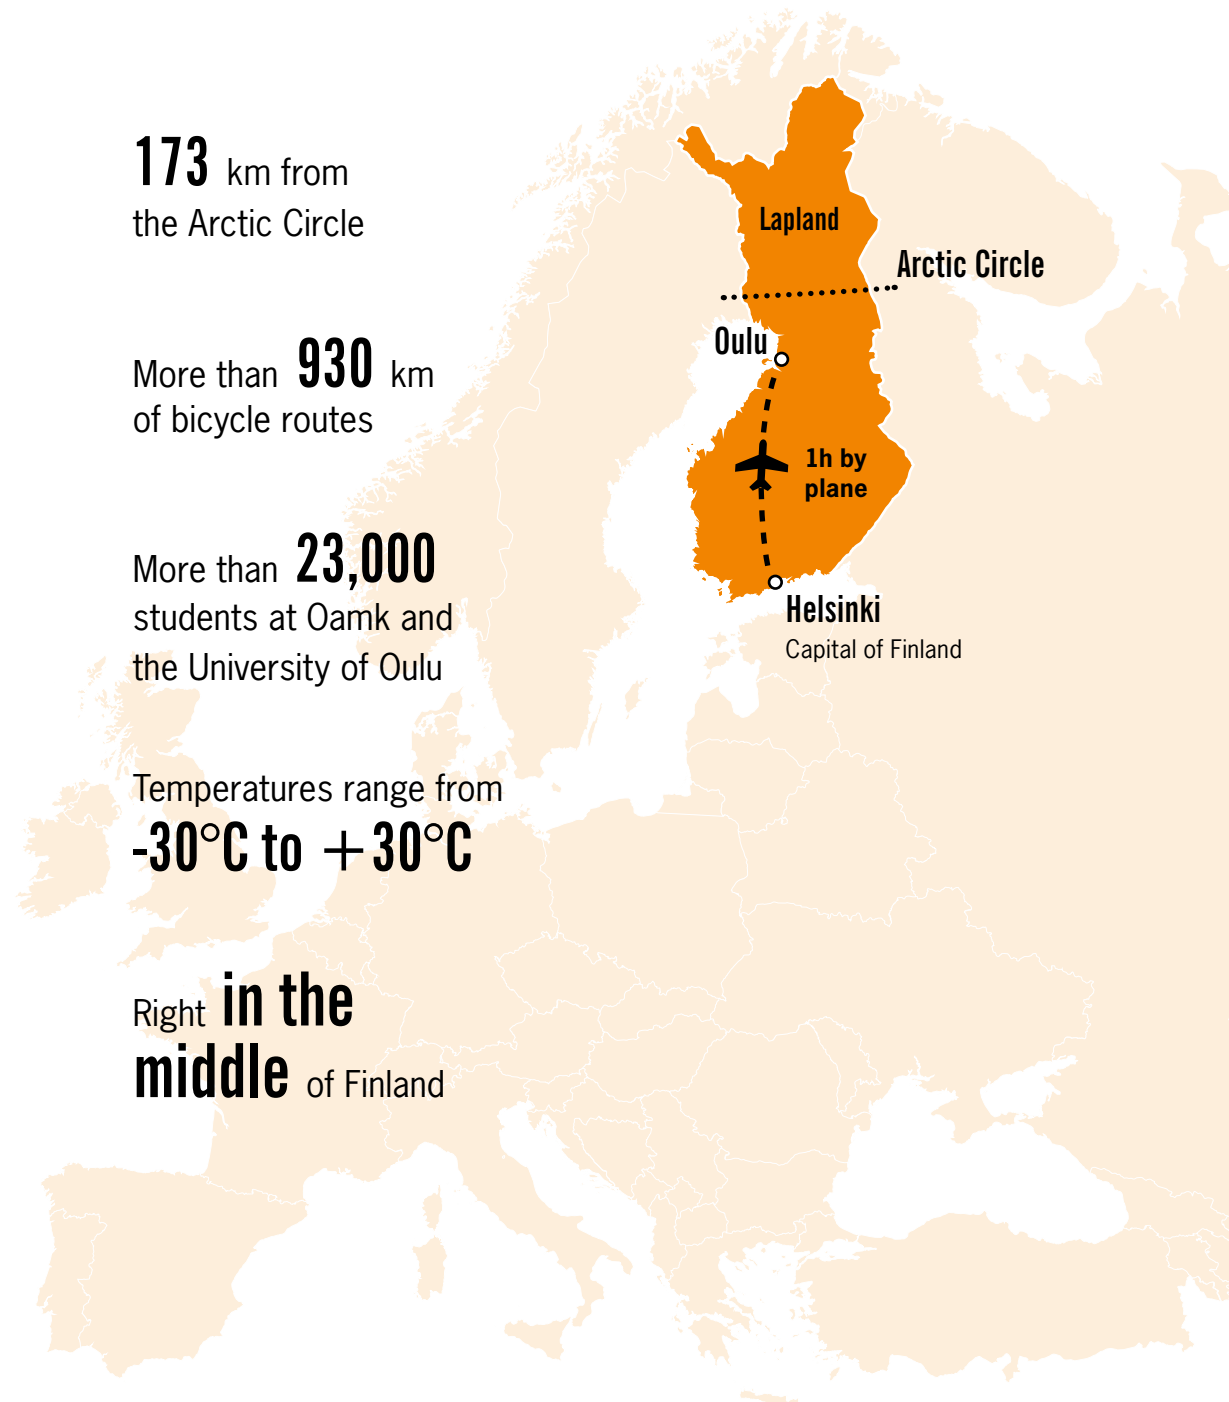 173 km from
the Arctic Circle
More than 930 km
of bicycle routes
More than 23,000
students at Oamk and
the University of Oulu
Temperatures range from
-30°C to +30°C
Right in the
middle of Finland
Lapland
Arctic Circle
Oulu
1h by
plane
Helsinki
Capital of Finland